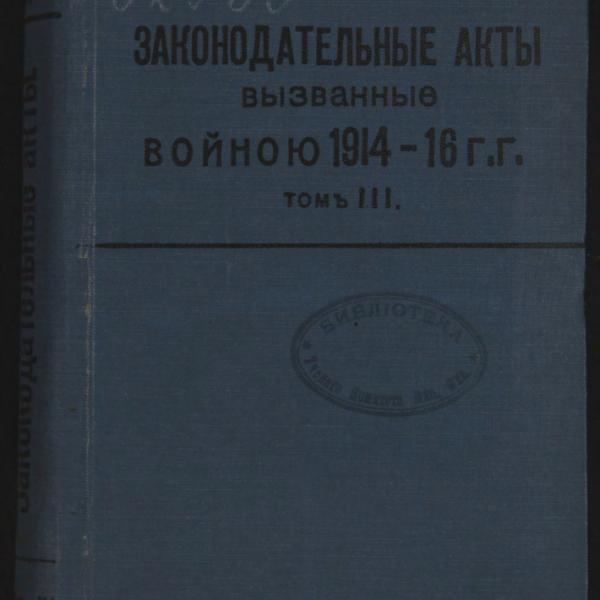 ЗАКОНОДАТЕЛЬНЫЕ АКТЫ
вызванные
ВОЙНОЮ 1914-16 г.г.
томъ III.
БИБЛІОТЕКА
Законодательные акты